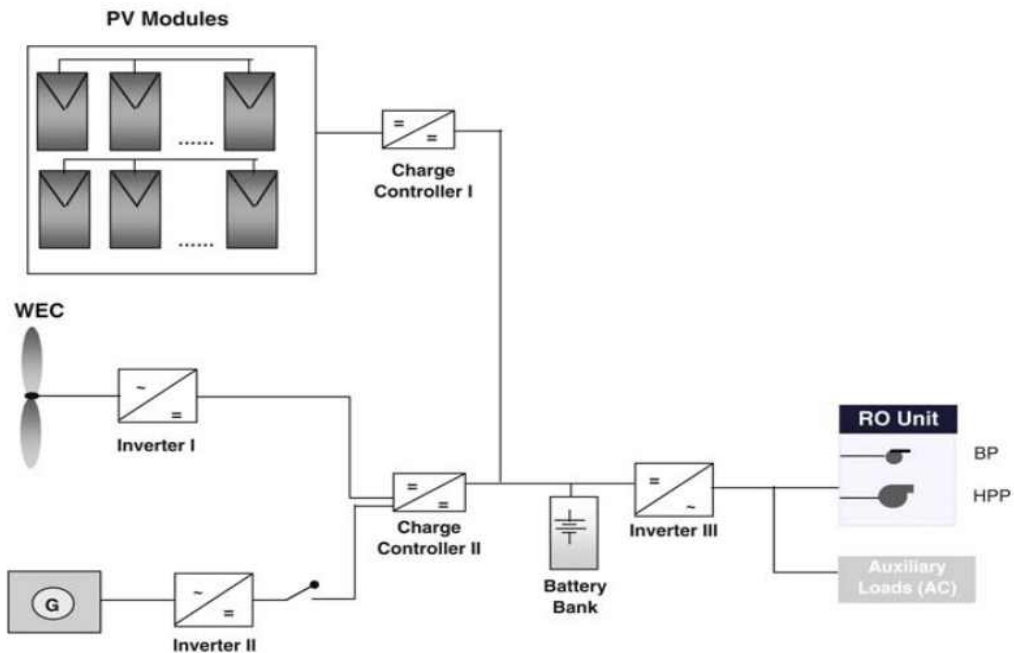 PV Modules
......
......
= =
Charge
Controller I
WEC
~ =
Inverter I
= =
Charge
Controller II
G
~ =
Inverter II
Battery
Bank
= ~
Inverter III
RO Unit
BP
HPP
Auxiliary
Loads (AC)